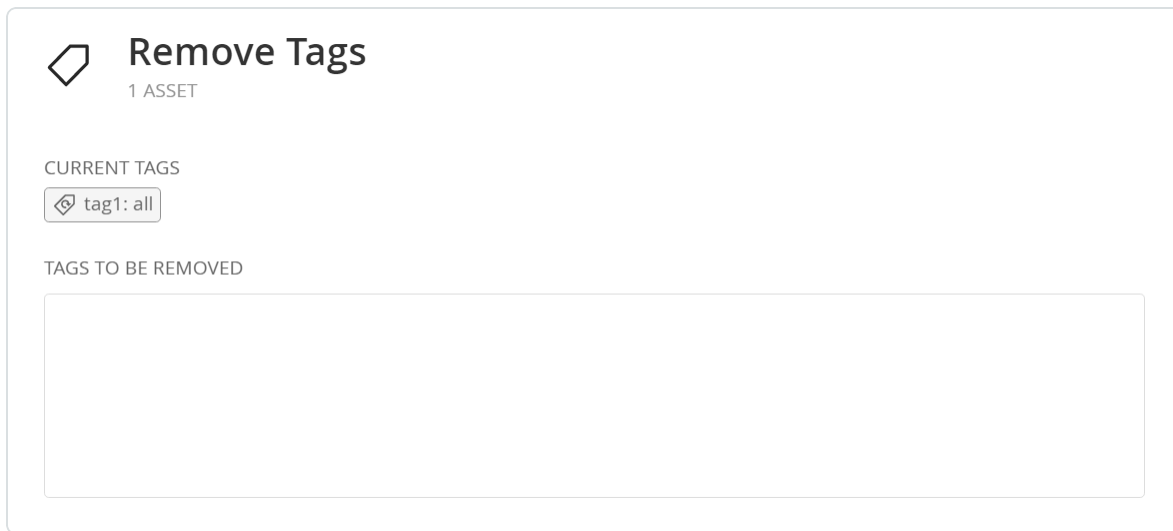 Remove Tags
1 ASSET
CURRENT TAGS
tag1: all
TAGS TO BE REMOVED